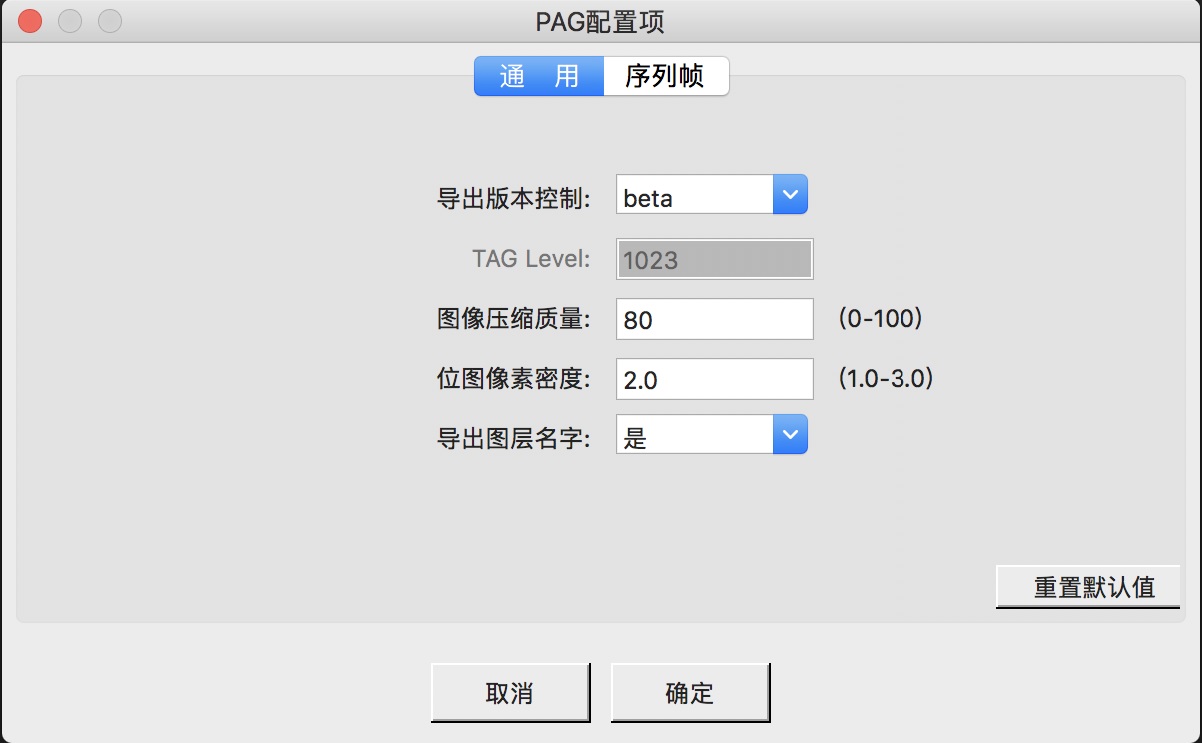 PAG配置项
通 用 序列帧
导出版本控制: beta
TAG Level: 1023
图像压缩质量: 80 (0-100)
位图像素密度: 2.0 (1.0-3.0)
导出图层名字: 是
重置默认值
取消 确定